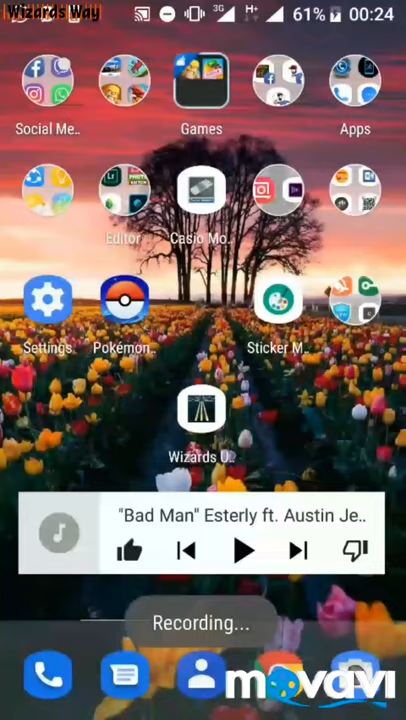 Wizards Way
3G
H+
61%
00:24
Social Me..
Games
Apps
Editor
Casio Mo..
Settings
Pokémon..
Sticker M..
Wizards U..
"Bad Man" Esterly ft. Austin Je..
Recording...
movavi